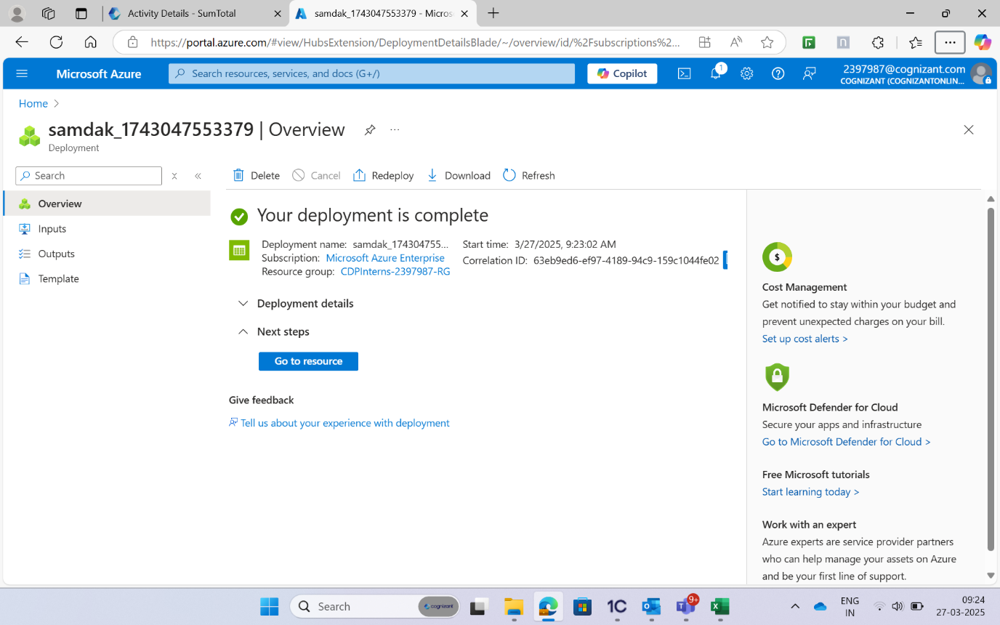 Activity Details - SumTotal
samdak_1743047553379 - Micros
https://portal.azure.com/#view/HubsExtension/DeploymentDetailsBlade/~/overview/id/%2Fsubscriptions%2...
Microsoft Azure
Search resources, services, and docs (G+/)
Copilot
1
2397987@cognizant.com
COGNIZANT (COGNIZANTONLIN...
Home
samdak_1743047553379 | Overview
...
Deployment
Search
Delete
Cancel
Redeploy
Download
Refresh
Overview
Inputs
Outputs
Template
Your deployment is complete
Deployment name: samdak_174304755...
Subscription: Microsoft Azure Enterprise
Resource group: CDPInterns-2397987-RG
Start time: 3/27/2025, 9:23:02 AM
Correlation ID: 63eb9ed6-ef97-4189-94c9-159c1044fe02
Deployment details
Next steps
Go to resource
Give feedback
Tell us about your experience with deployment
$
Cost Management
Get notified to stay within your budget and
prevent unexpected charges on your bill.
Set up cost alerts >
Microsoft Defender for Cloud
Secure your apps and infrastructure
Go to Microsoft Defender for Cloud >
Free Microsoft tutorials
Start learning today >
Work with an expert
Azure experts are service provider partners
who can help manage your assets on Azure
and be your first line of support.
Search
cognizant
1C
9+
ENG
IN
09:24
27-03-2025